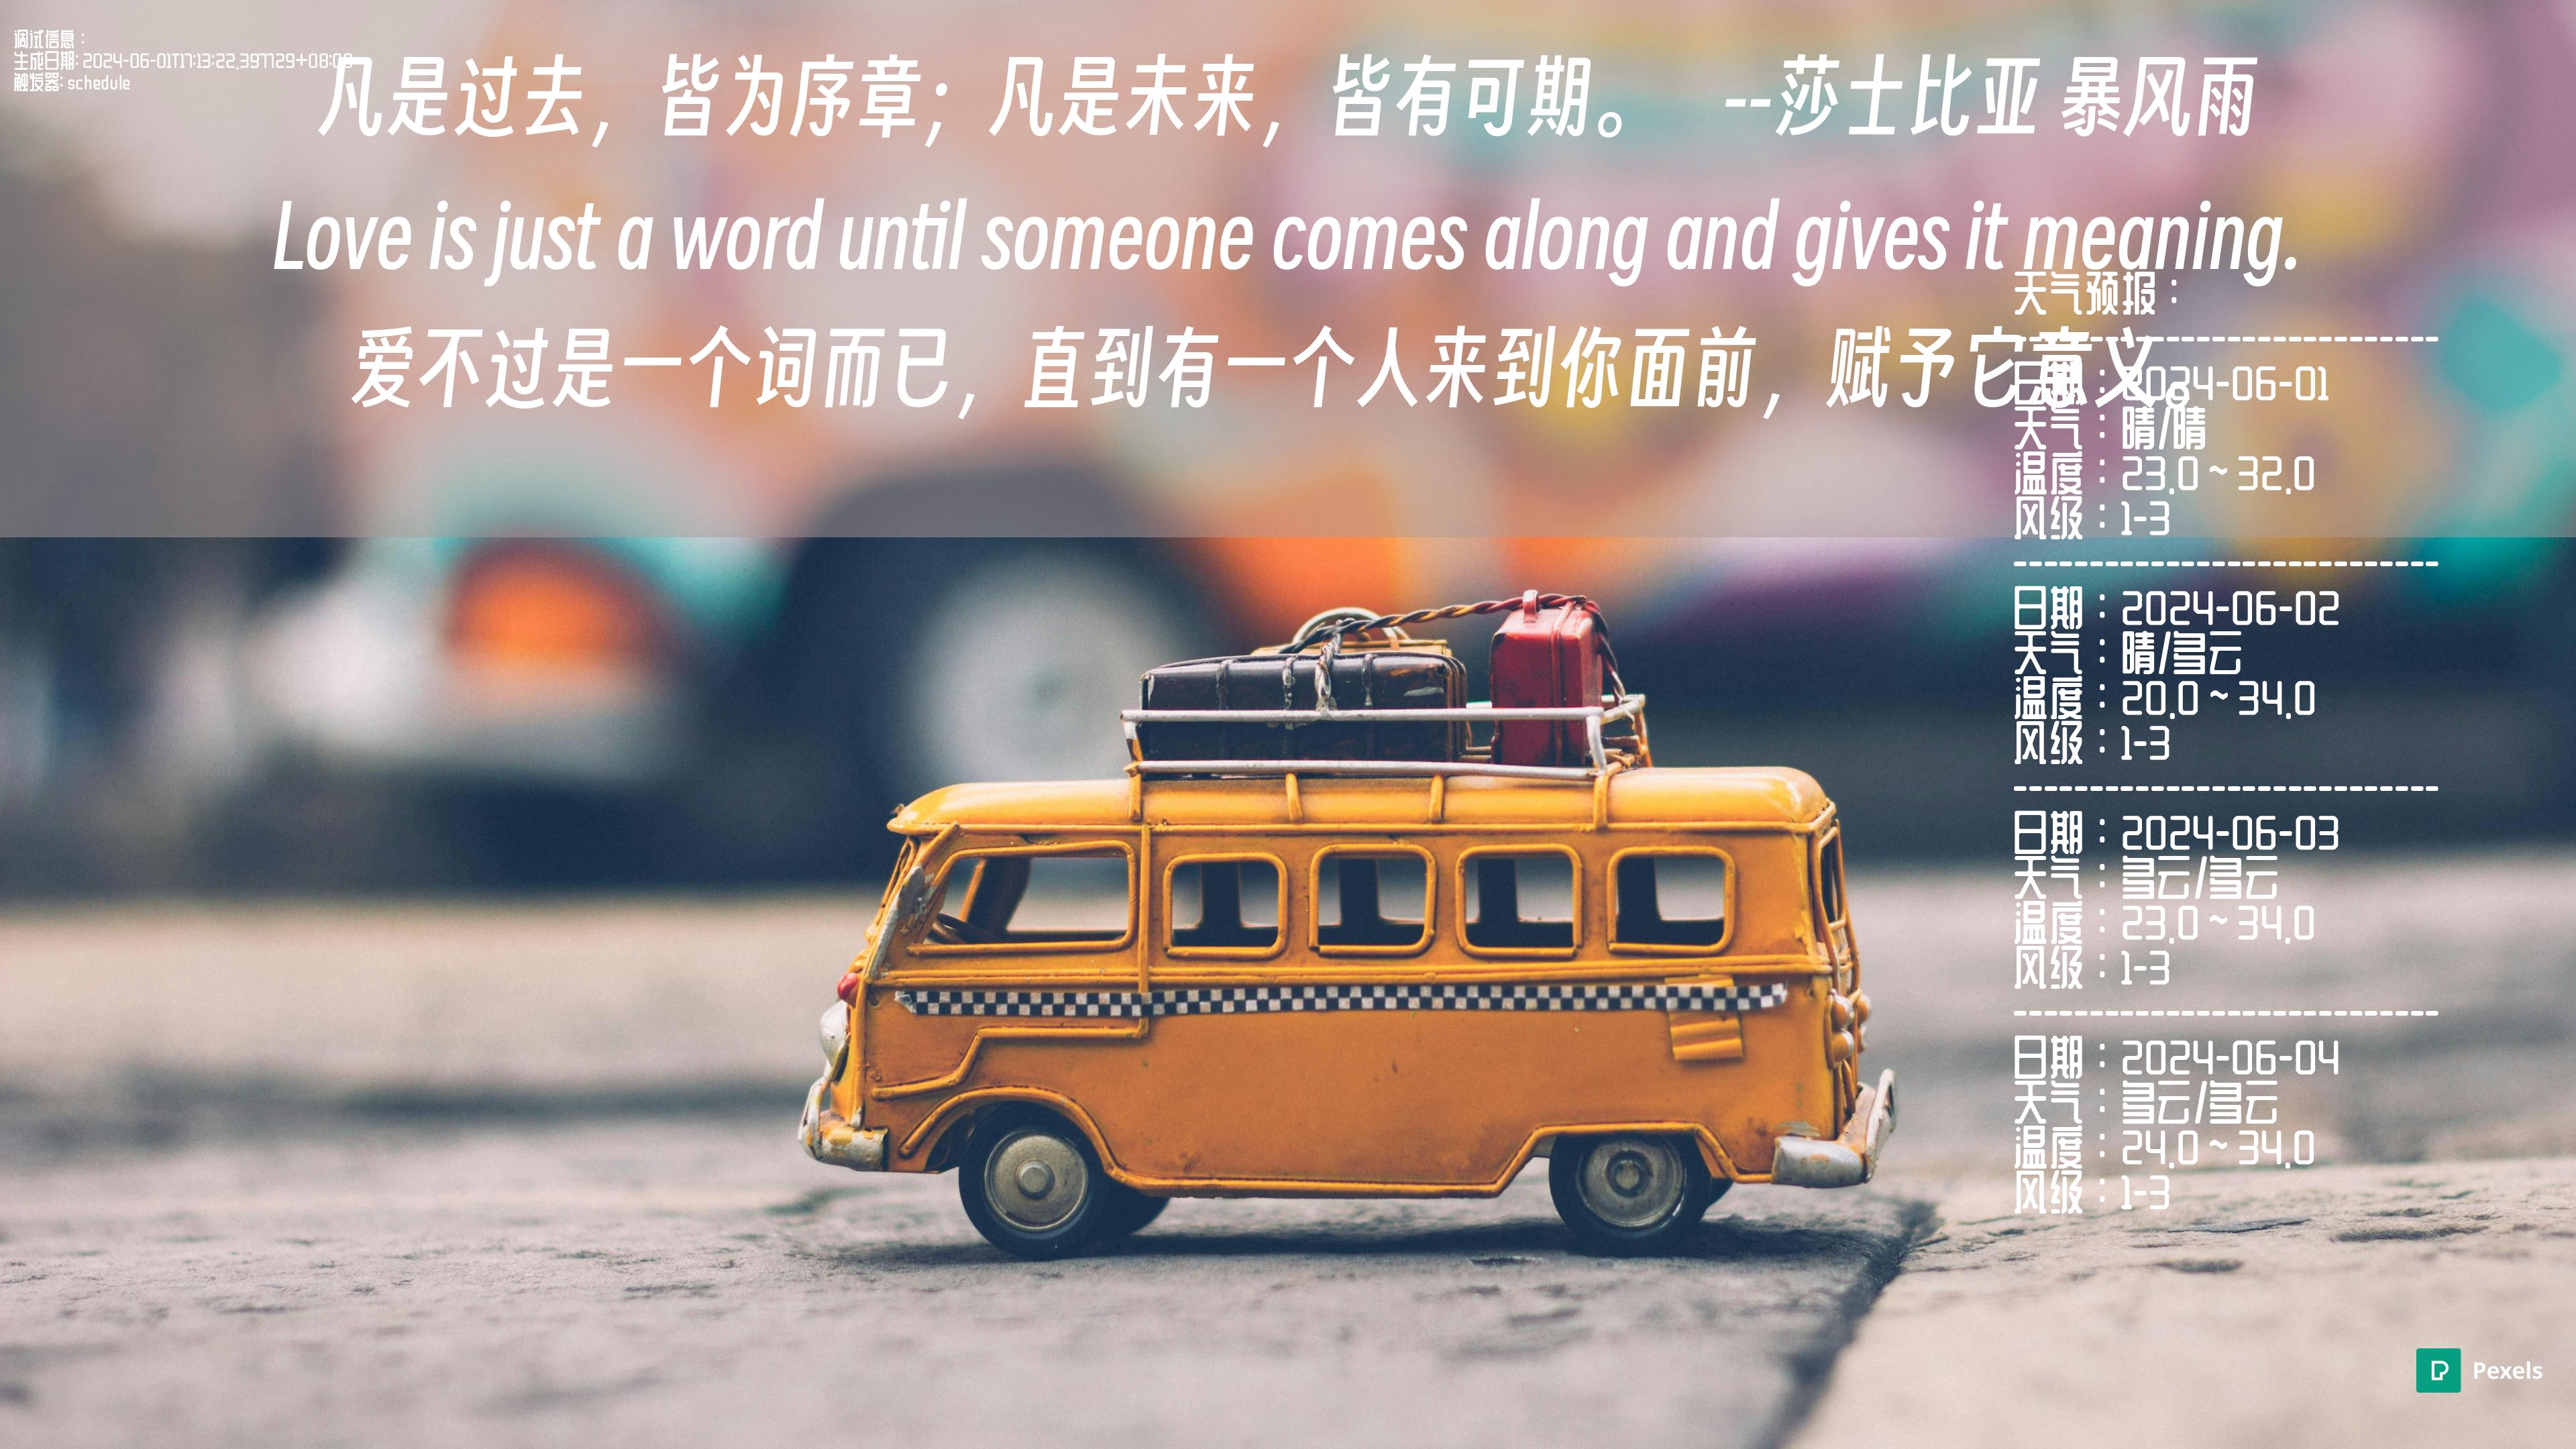 调试信息：
生成日期: 2024-06-01T17:13:22.397729+08:00
触发器: schedule
凡是过去，皆为序章；凡是未来，皆有可期。 --莎士比亚 暴风雨
Love is just a word until someone comes along and gives it meaning.
爱不过是一个词而已，直到有一个人来到你面前，赋予它意义。
天气预报：
---------------------------
日期：2024-06-01
天气：晴/晴
温度：23.0 ~ 32.0
风级：1-3
---------------------------
日期：2024-06-02
天气：晴/多云
温度：20.0 ~ 34.0
风级：1-3
---------------------------
日期：2024-06-03
天气：多云/多云
温度：23.0 ~ 34.0
风级：1-3
---------------------------
日期：2024-06-04
天气：多云/多云
温度：24.0 ~ 34.0
风级：1-3
Pexels